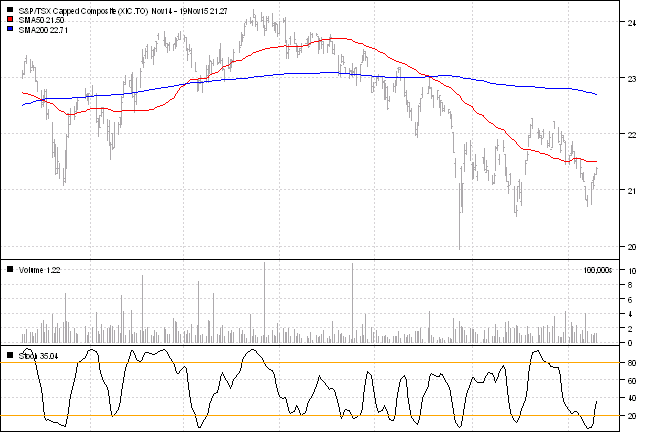 S&P/TSX Capped Composite (XIC.TO) Nov14 - 19Nov15 21.27
SMA50 21.50
SMA200 22.71
24
23
22
21
20
Volume 1.22
100,000s
10
8
6
4
2
0
Stoch 35.04
80
60
40
20